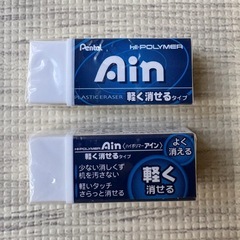 Pentel
Hi-POLYMER
Ain
PLASTIC ERASER
軽く消せるタイプ
Hi-POLYMER Ain〈ハイポリマー アイン〉
軽く消せるタイプ
少ない消しくず
机を汚さない
軽いタッチ
さらっと消せる
よく
消える
軽く
消せる